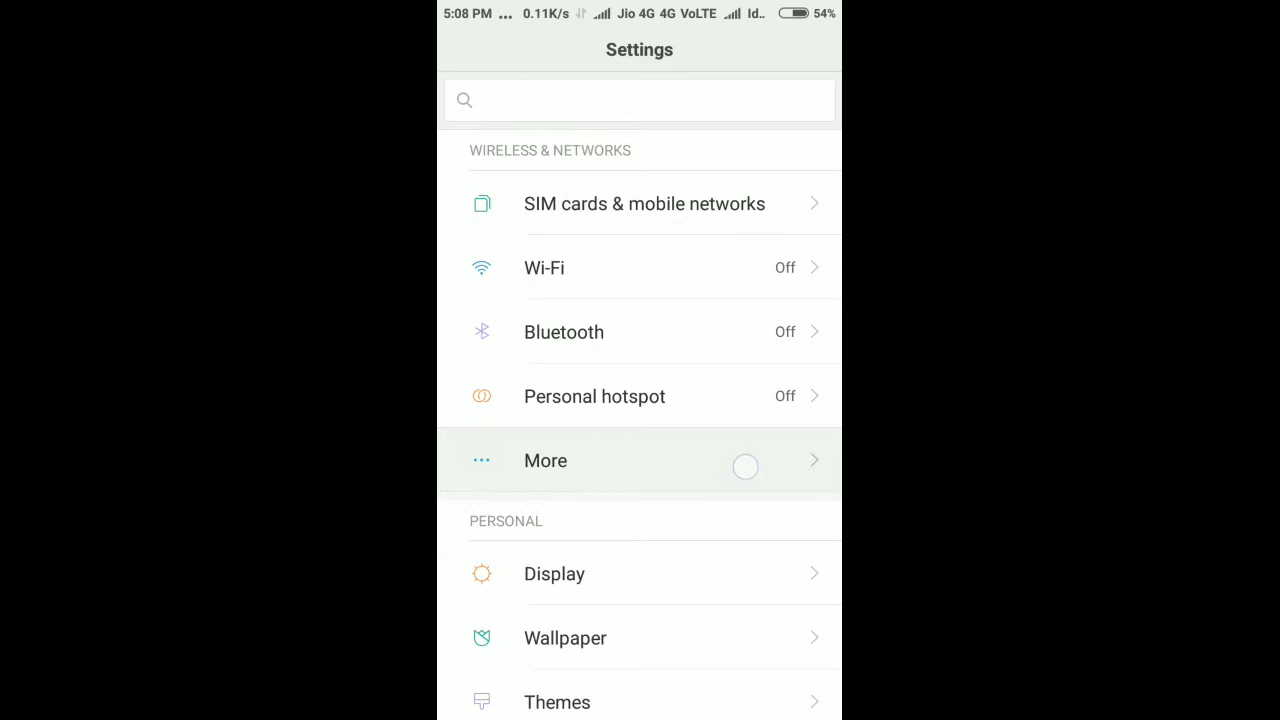 5:08 PM ... 0.11K/s Jio 4G 4G VoLTE Id.. 54%
Settings
WIRELESS & NETWORKS
SIM cards & mobile networks
Wi-Fi Off
Bluetooth Off
Personal hotspot Off
More
PERSONAL
Display
Wallpaper
Themes